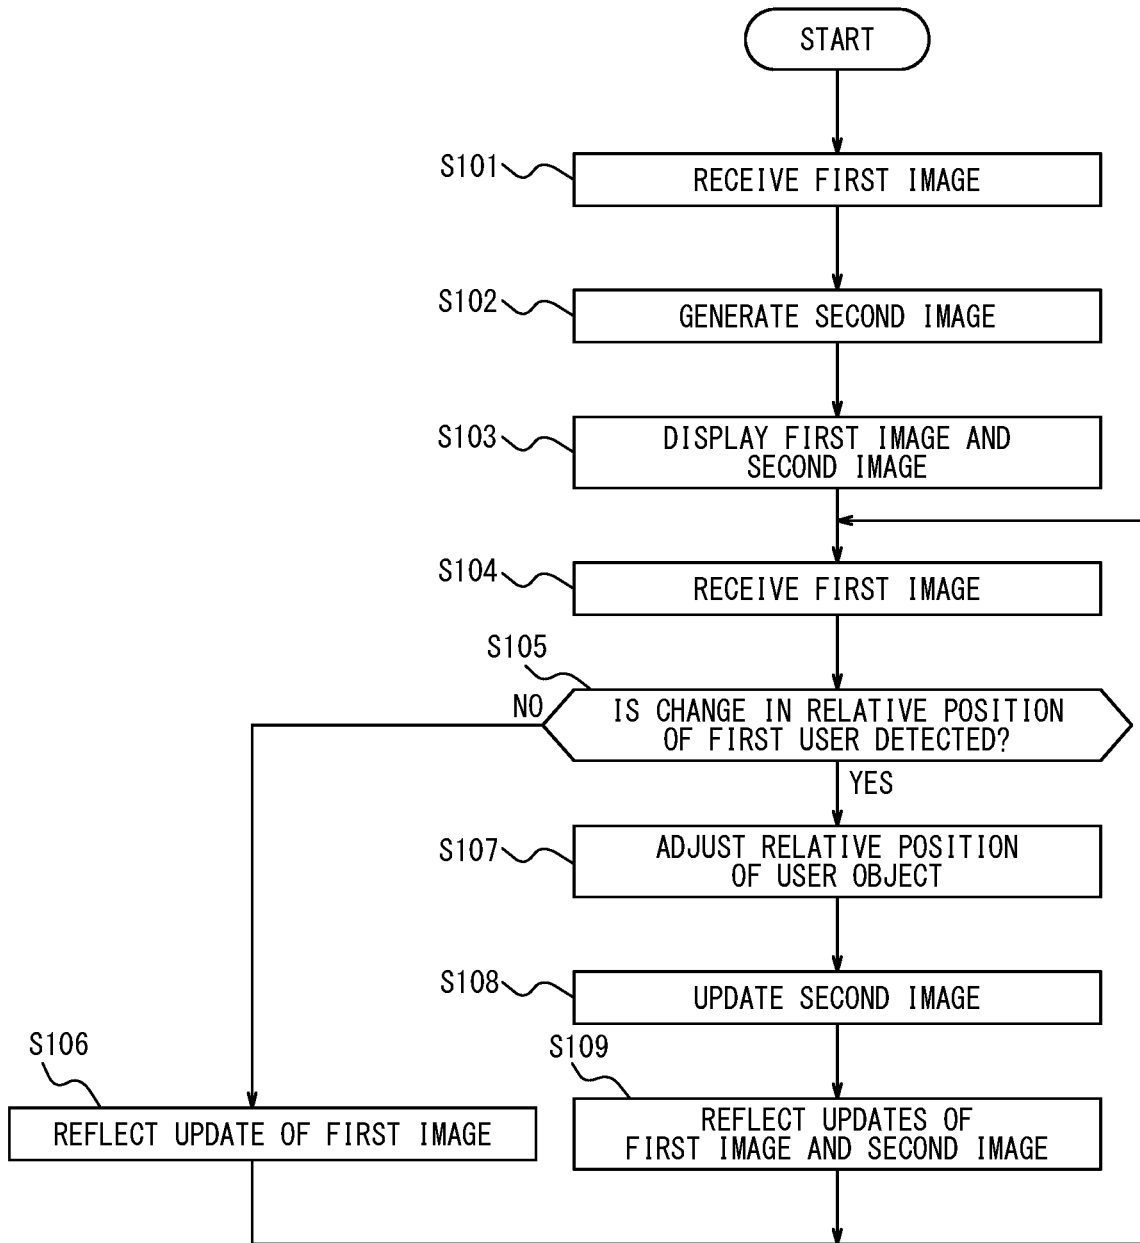 START
S101
RECEIVE FIRST IMAGE
S102
GENERATE SECOND IMAGE
S103
DISPLAY FIRST IMAGE AND
SECOND IMAGE
S104
RECEIVE FIRST IMAGE
S105
NO
IS CHANGE IN RELATIVE POSITION
OF FIRST USER DETECTED?
YES
S107
ADJUST RELATIVE POSITION
OF USER OBJECT
S108
UPDATE SECOND IMAGE
S106
REFLECT UPDATE OF FIRST IMAGE
S109
REFLECT UPDATES OF
FIRST IMAGE AND SECOND IMAGE